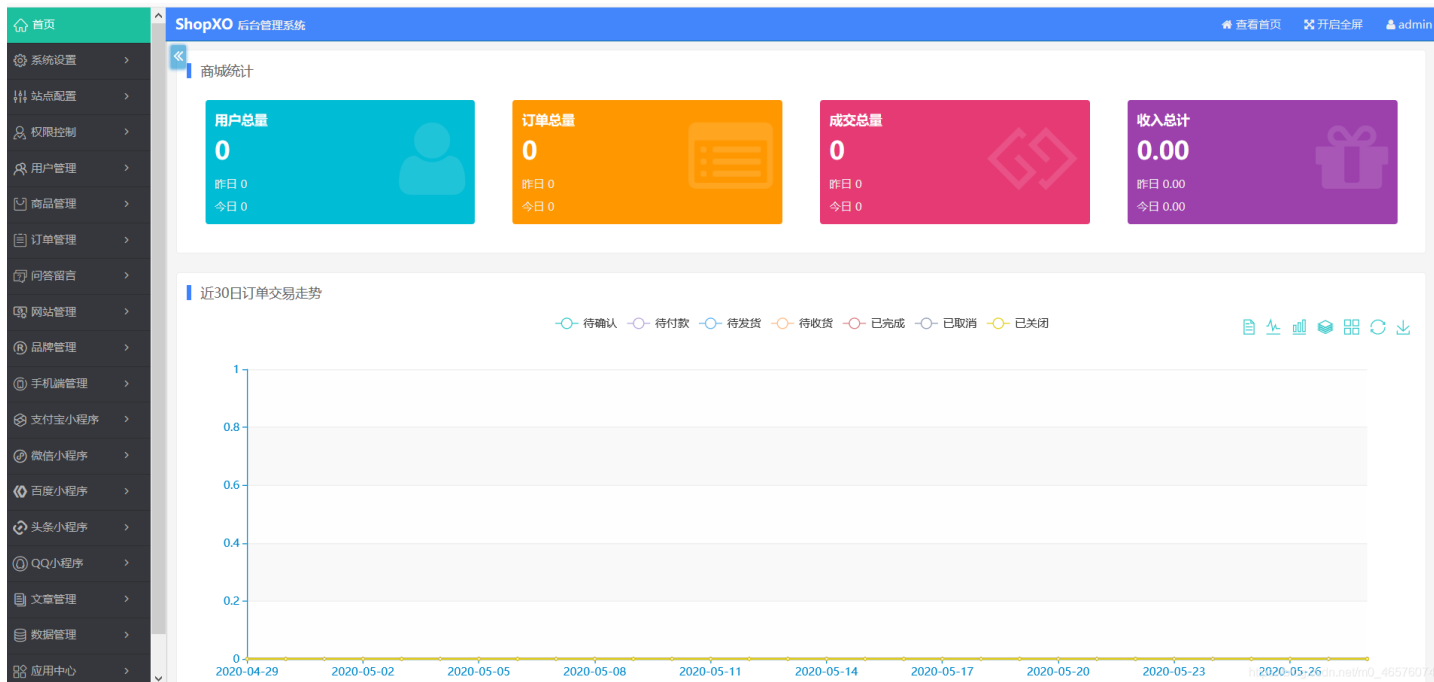 首页
系统设置
站点配置
权限控制
用户管理
商品管理
订单管理
问答留言
网站管理
品牌管理
手机端管理
支付宝小程序
微信小程序
百度小程序
头条小程序
QQ小程序
文章管理
数据管理
应用中心
ShopXO 后台管理系统
查看首页 开启全屏 admin
商城统计
用户总量
0
昨日 0
今日 0
订单总量
0
昨日 0
今日 0
成交总量
0
昨日 0
今日 0
收入总计
0.00
昨日 0.00
今日 0.00
近30日订单交易走势
待确认 待付款 待发货 待收货 已完成 已取消 已关闭
1
0.8
0.6
0.4
0.2
0
2020-04-29 2020-05-02 2020-05-05 2020-05-08 2020-05-11 2020-05-14 2020-05-17 2020-05-20 2020-05-23 2020-05-26